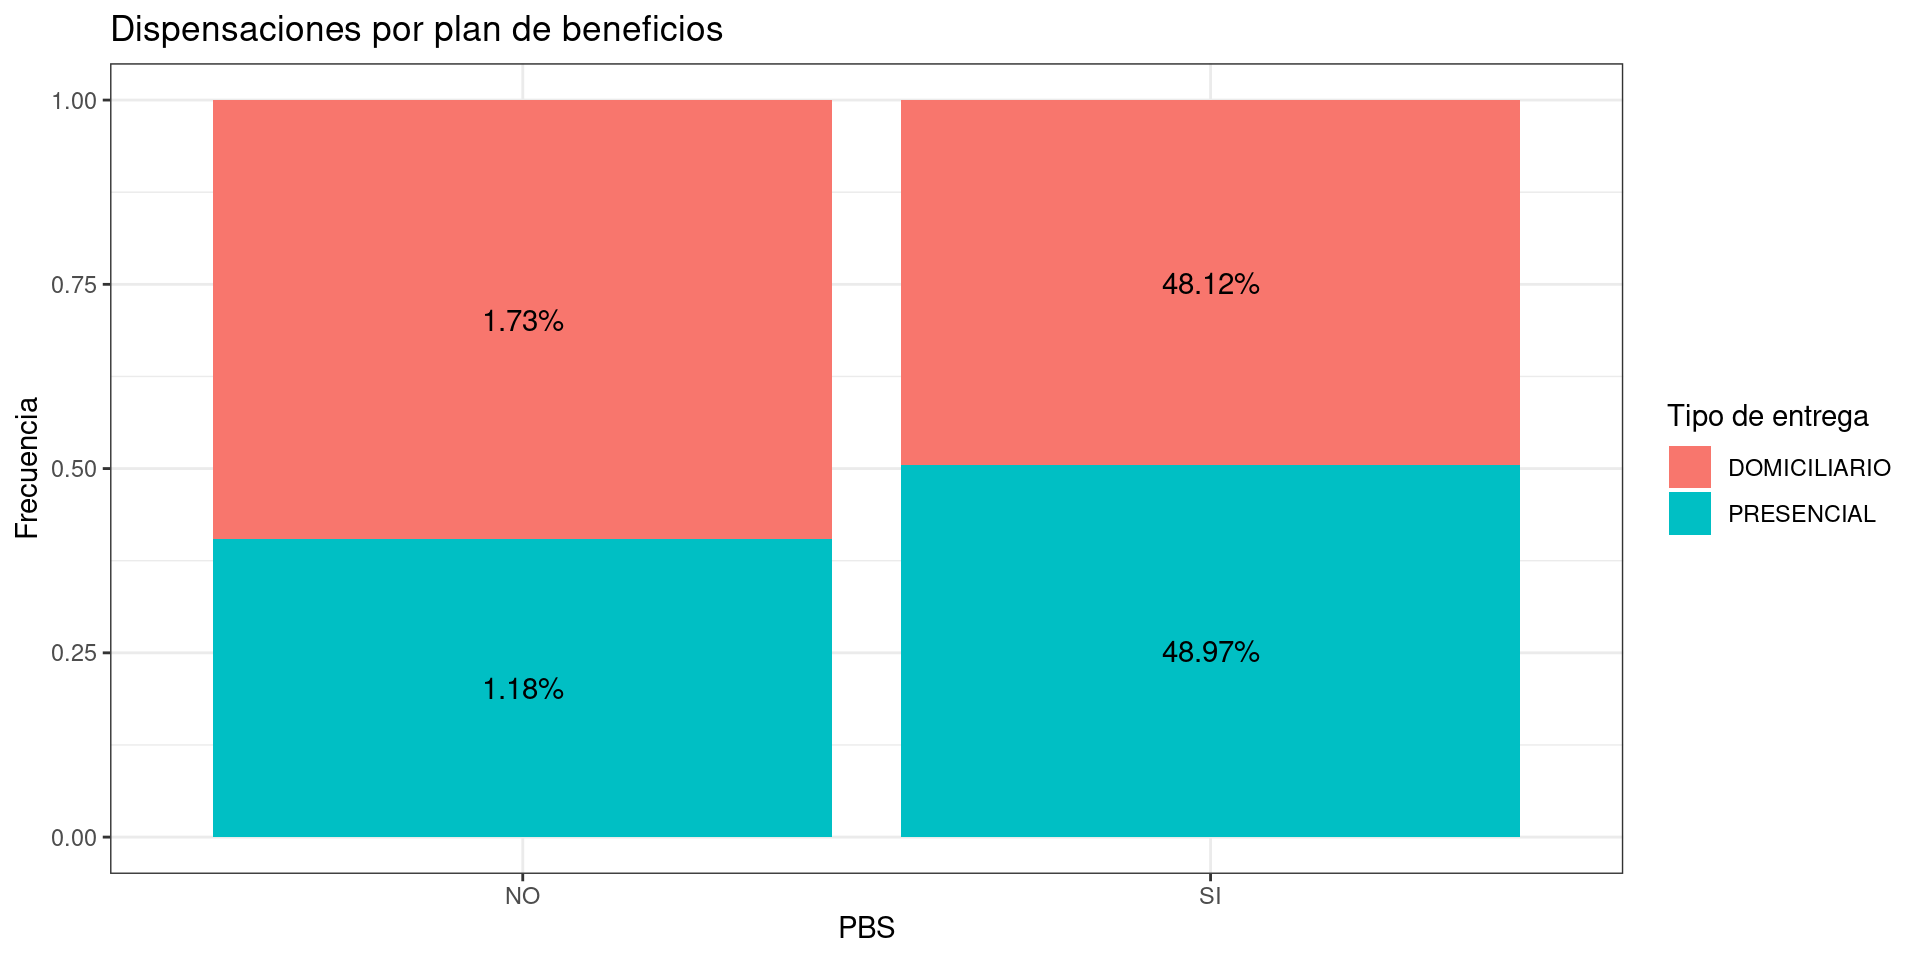 Dispensaciones por plan de beneficios
Frecuencia
1.00
0.75
0.50
0.25
0.00
1.73%
48.12%
1.18%
48.97%
NO
SI
PBS
Tipo de entrega
DOMICILIARIO
PRESENCIAL